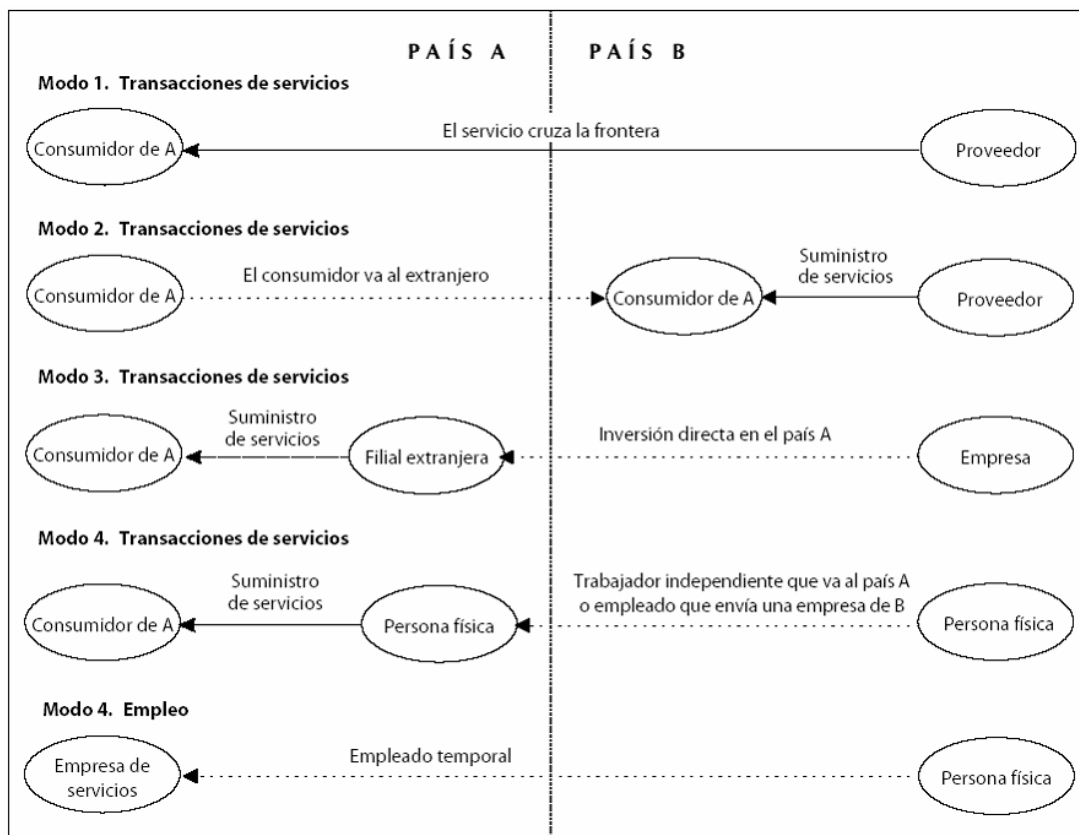 PAÍS A
PAÍS B
Modo 1. Transacciones de servicios
El servicio cruza la frontera
Consumidor de A
Proveedor
Modo 2. Transacciones de servicios
El consumidor va al extranjero
Suministro
de servicios
Consumidor de A
Consumidor de A
Proveedor
Modo 3. Transacciones de servicios
Suministro
de servicios
Inversión directa en el país A
Consumidor de A
Filial extranjera
Empresa
Modo 4. Transacciones de servicios
Suministro
de servicios
Trabajador independiente que va al país A
o empleado que envía una empresa de B
Consumidor de A
Persona física
Persona física
Modo 4. Empleo
Empleado temporal
Empresa de
servicios
Persona física